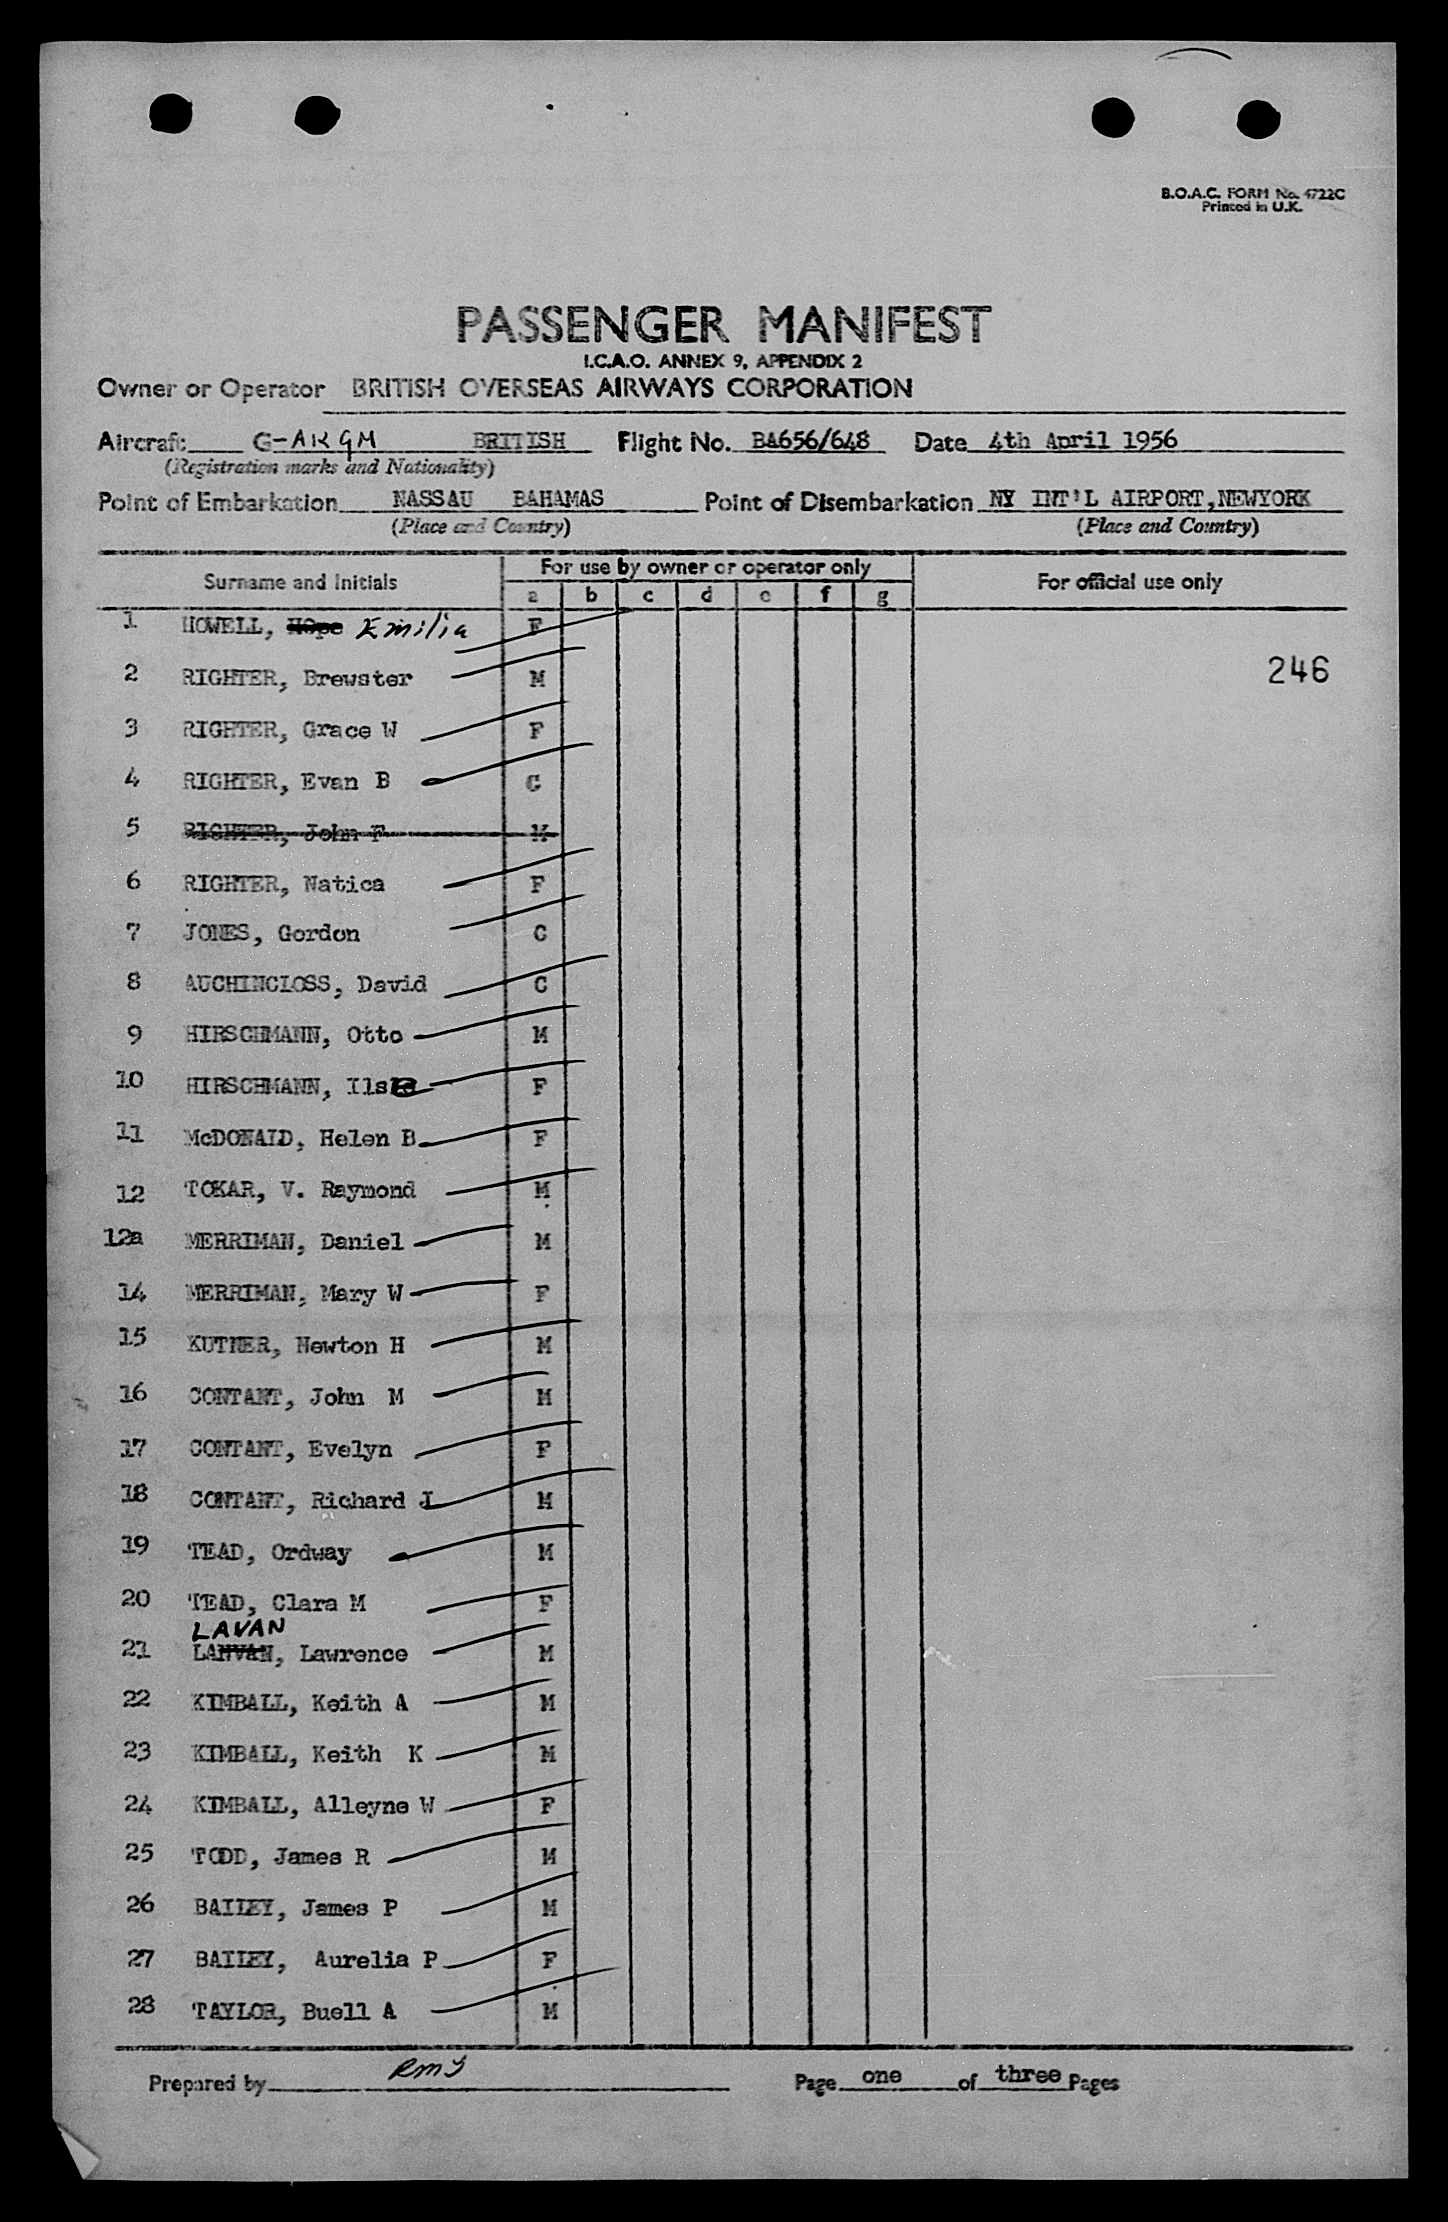 B.O.A.C. FORM No. 4722C
Printed in U.K.
PASSENGER MANIFEST
I.C.A.O. ANNEX 9, APPENDIX 2
Owner or Operator BRITISH OVERSEAS AIRWAYS CORPORATION
Aircraft G-AKGM BRITISH Flight No. BA656/648 Date 4th April 1956
(Registration marks and Nationality)
Point of Embarkation NASSAU BAHAMAS Point of Disembarkation NY INT'L AIRPORT,NEWYORK
(Place and Country) (Place and Country)
Surname and Initials For use by owner or operator only For official use only
a b c d e f g
1 HOWELL, HOpe Emilia F
246
2 RIGHTER, Brewster M
3 RIGHTER, Grace W F
4 RIGHTER, Evan B C
5 RIGHTER, John F M
6 RIGHTER, Natica F
7 JONES, Gordon C
8 AUCHINCLOSS, David C
9 HIRSCHMANN, Otto M
10 HIRSCHMANN, Ilse F
11 McDONALD, Helen B F
12 TOKAR, V. Raymond M
12a MERRIMAN, Daniel M
14 MERRIMAN, Mary W F
15 KUTNER, Newton H M
16 CONTANT, John M M
17 CONTANT, Evelyn F
18 CONTANT, Richard J M
19 TEAD, Ordway M
20 TEAD, Clara M F
LAVAN
21 LANVAN, Lawrence M
22 KIMBALL, Keith A M
23 KIMBALL, Keith K M
24 KIMBALL, Alleyne W F
25 TODD, James R M
26 BAILEY, James P M
27 BAILEY, Aurelia P F
28 TAYLOR, Buell A M
Prepared by RMS Page one of three Pages